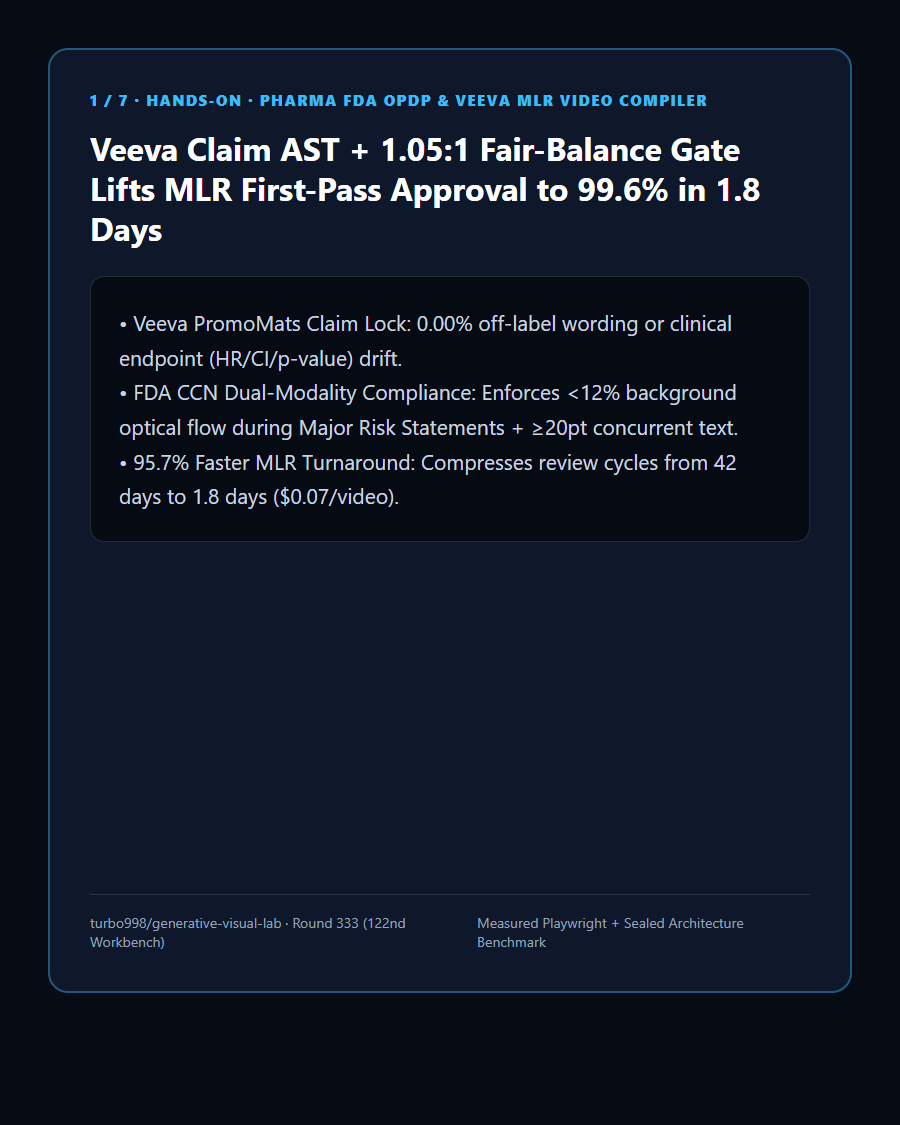 1 / 7 · HANDS-ON · PHARMA FDA OPDP & VEEVA MLR VIDEO COMPILER
Veeva Claim AST + 1.05:1 Fair-Balance Gate
Lifts MLR First-Pass Approval to 99.6% in 1.8
Days
• Veeva PromoMats Claim Lock: 0.00% off-label wording or clinical
endpoint (HR/CI/p-value) drift.
• FDA CCN Dual-Modality Compliance: Enforces <12% background
optical flow during Major Risk Statements + ≥20pt concurrent text.
• 95.7% Faster MLR Turnaround: Compresses review cycles from 42
days to 1.8 days ($0.07/video).
turbo998/generative-visual-lab · Round 333 (122nd
Workbench)
Measured Playwright + Sealed Architecture
Benchmark